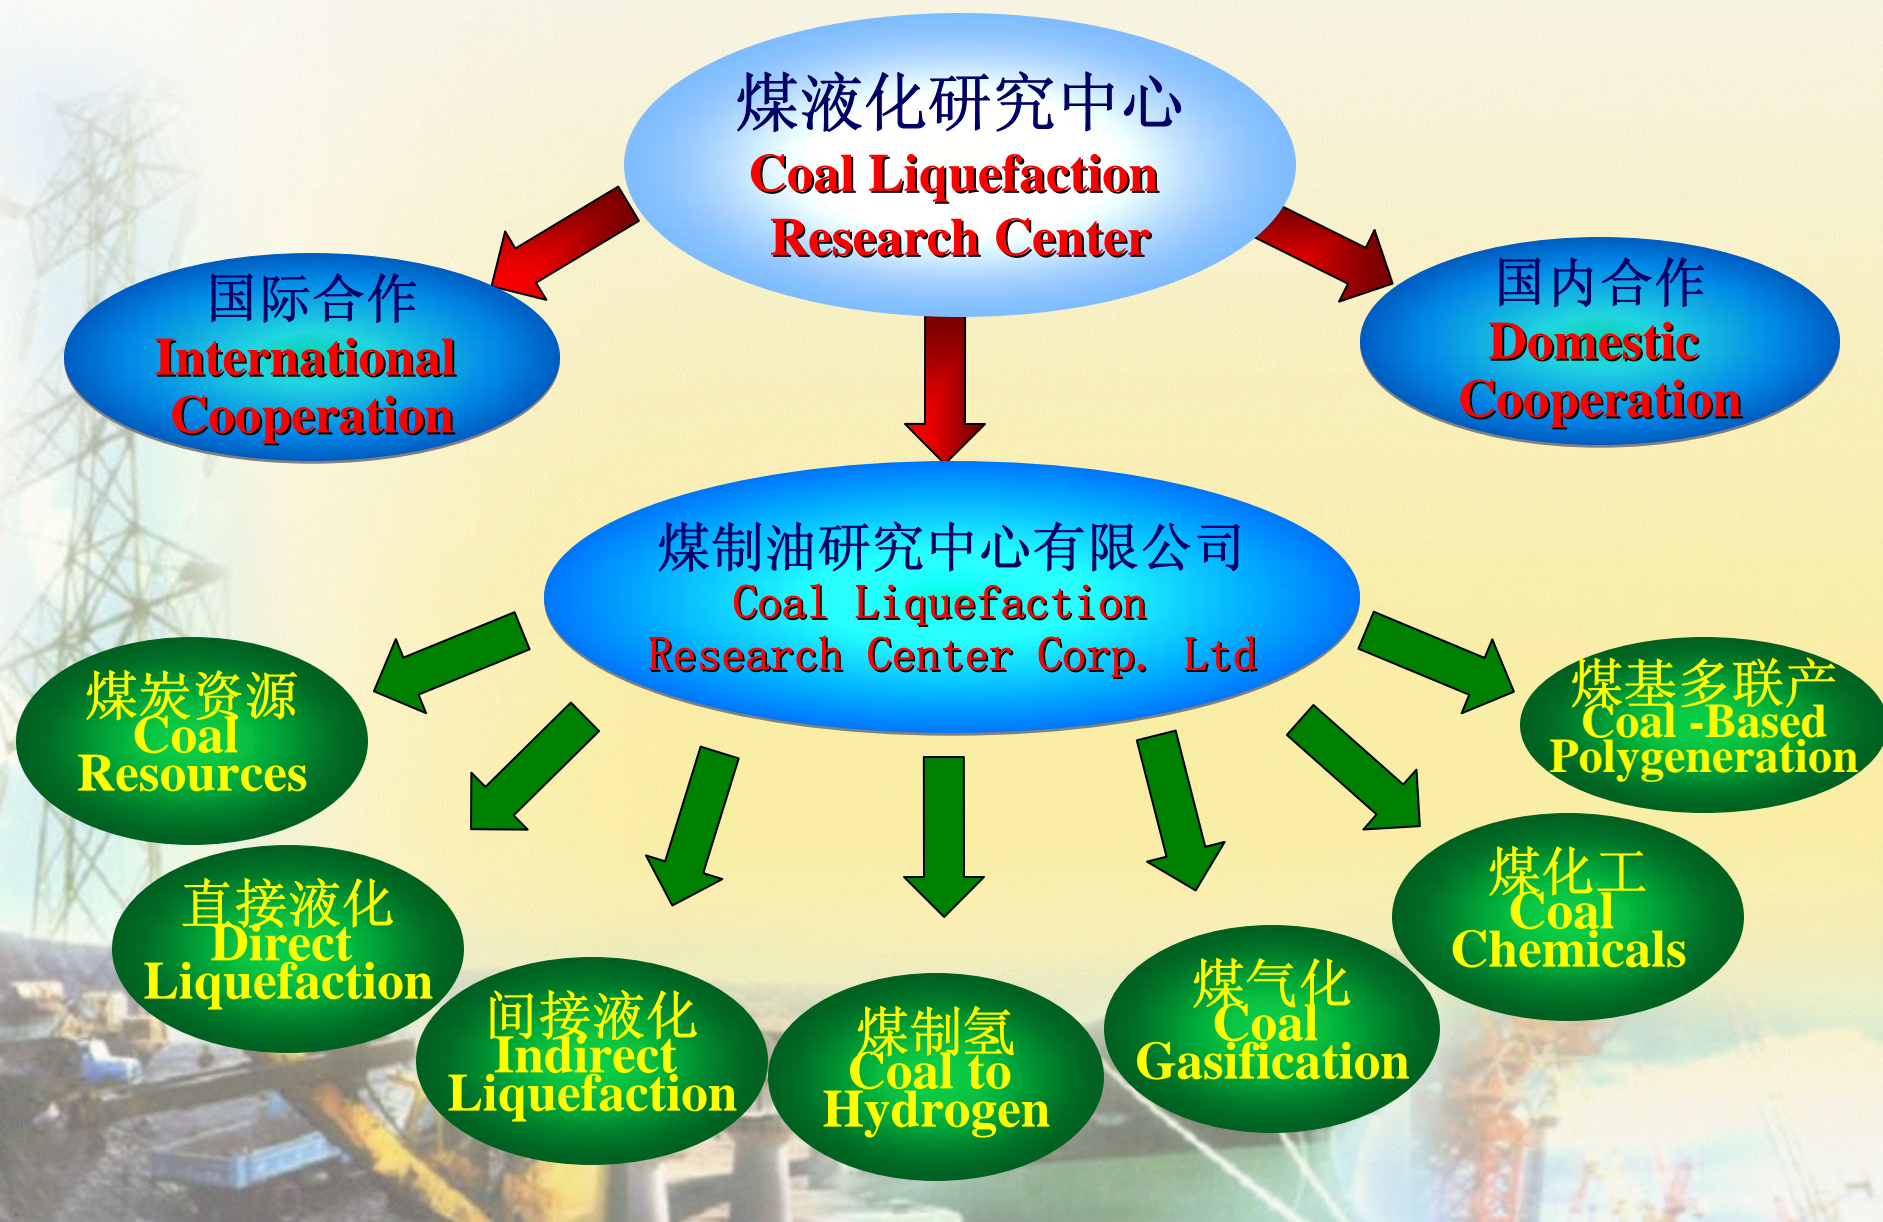 煤液化研究中心
Coal Liquefaction
Research Center
国际合作
International
Cooperation
国内合作
Domestic
Cooperation
煤制油研究中心有限公司
Coal Liquefaction
Research Center Corp. Ltd
煤炭资源
Coal
Resources
直接液化
Direct
Liquefaction
间接液化
Indirect
Liquefaction
煤制氢
Coal to
Hydrogen
煤气化
Coal
Gasification
煤化工
Coal
Chemicals
煤基多联产
Coal -Based
Polygeneration